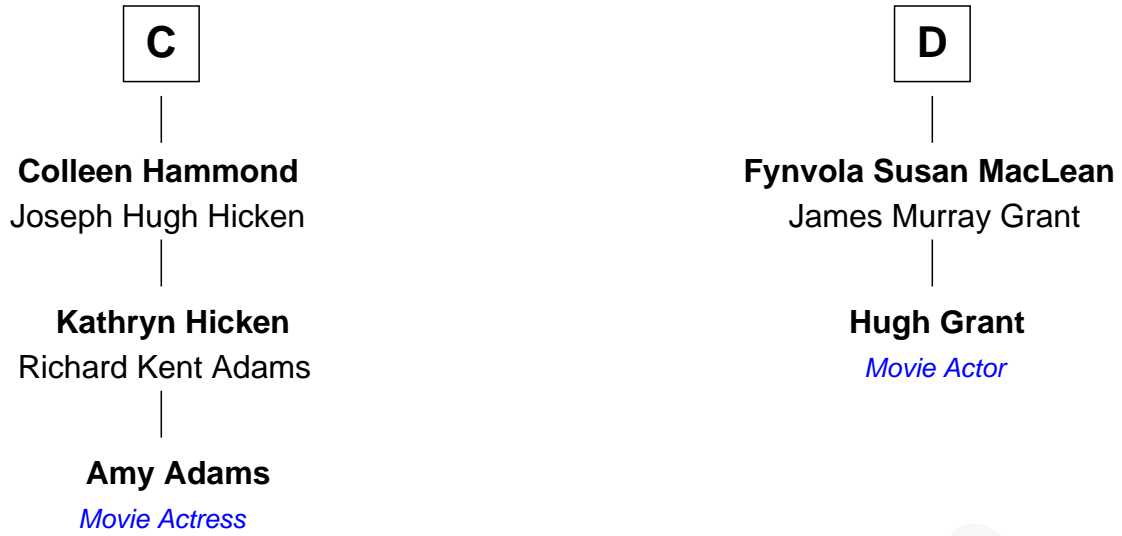 C
Colleen Hammond
Joseph Hugh Hicken
Kathryn Hicken
Richard Kent Adams
Amy Adams
Movie Actress
D
Fynvola Susan MacLean
James Murray Grant
Hugh Grant
Movie Actor